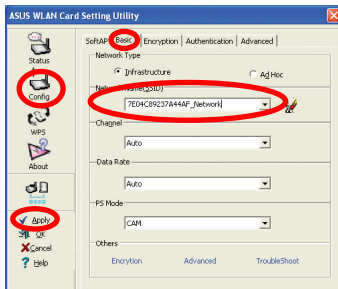 ASUS WLAN Card Setting Utility
Status
Config
WPS
About
Apply
OK
Cancel
Help
SoftAP Basic Encryption Authentication Advanced
Network Type
Infrastructure
Ad Hoc
Network Name(SSID)
7E04C89237A44AF_Network
Channel
Auto
Data Rate
Auto
PS Mode
CAM
Others
Encrytion Advanced TroubleShoot